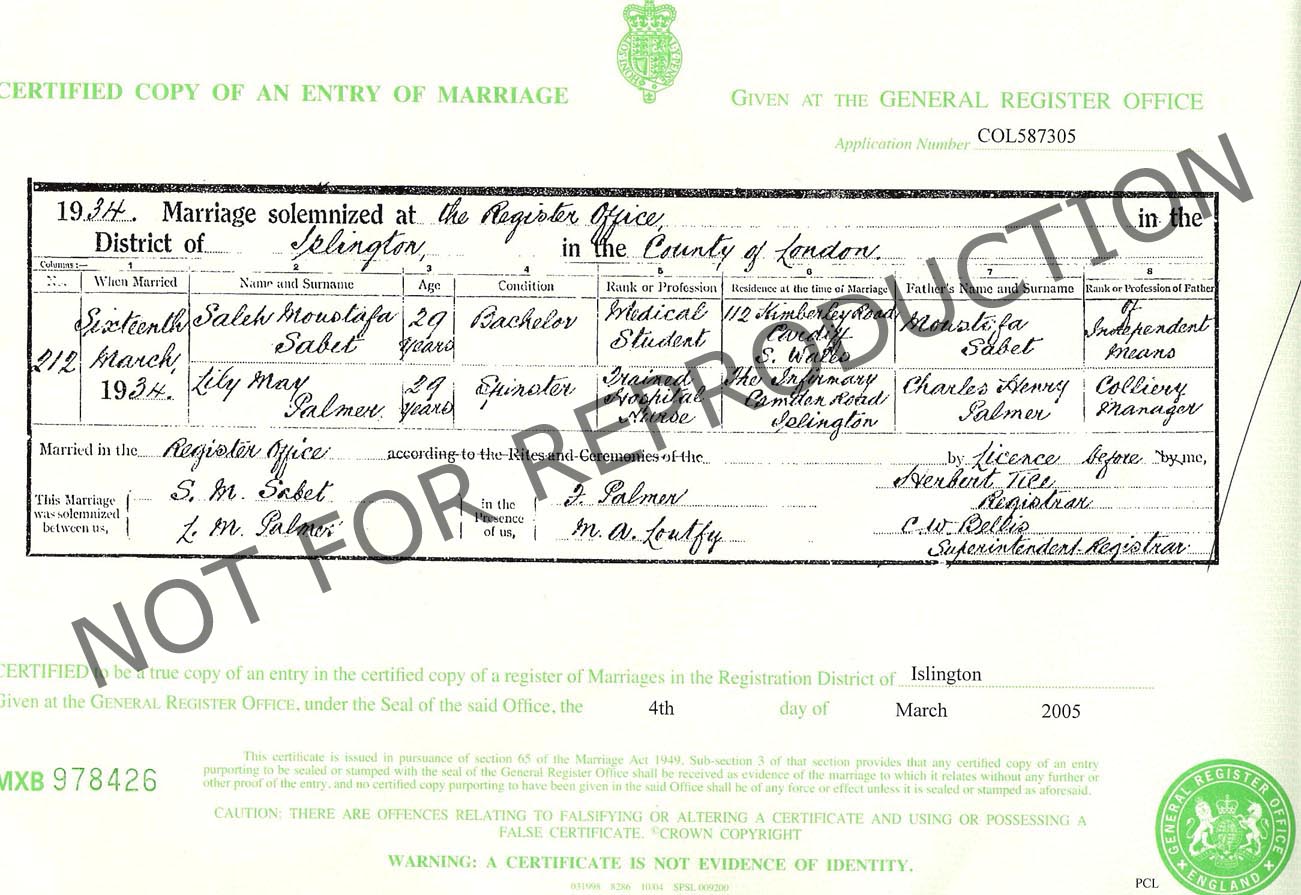 CERTIFIED COPY OF AN ENTRY OF MARRIAGE
GIVEN AT THE GENERAL REGISTER OFFICE
Application Number COL587305
1934. Marriage solemnized at the Register Office, in the
District of Islington, in the County of London.
Columns:— 1 2 3 4 5 6 7 8
No. When Married Name and Surname Age Condition Rank or Profession Residence at the time of Marriage Father's Name and Surname Rank or Profession of Father
212 Sixteenth March, 1934. Saleh Moustafa Sabet 29 years Bachelor Medical Student 112 Kimberley Road Cardiff S. Wales Moustafa Sabet Of Independent Means
Lily May Palmer 29 years Spinster Trained Hospital Nurse The Infirmary Camden Road Islington Charles Henry Palmer Colliery Manager
Married in the Register Office according to the Rites and Ceremonies of the by Licence before by me,
This Marriage was solemnized between us, S. M. Sabet L. M. Palmer in the Presence of us, F. Palmer M. A. Loutfy Herbert Tice Registrar
C. W. Bellis Superintendent Registrar
NOT FOR REPRODUCTION
CERTIFIED to be a true copy of an entry in the certified copy of a register of Marriages in the Registration District of Islington
Given at the GENERAL REGISTER OFFICE, under the Seal of the said Office, the 4th day of March 2005
MXB 978426
This certificate is issued in pursuance of section 65 of the Marriage Act 1949. Sub-section 3 of that section provides that any certified copy of an entry
purporting to be sealed or stamped with the seal of the General Register Office shall be received as evidence of the marriage to which it relates without any further or
other proof of the entry, and no certified copy purporting to have been given in the said Office shall be of any force or effect unless it is sealed or stamped as aforesaid.
CAUTION: THERE ARE OFFENCES RELATING TO FALSIFYING OR ALTERING A CERTIFICATE AND USING OR POSSESSING A
FALSE CERTIFICATE. ©CROWN COPYRIGHT
WARNING: A CERTIFICATE IS NOT EVIDENCE OF IDENTITY.
031998 8286 10/04 SPSL 009200
PCL
GENERAL REGISTER OFFICE
ENGLAND